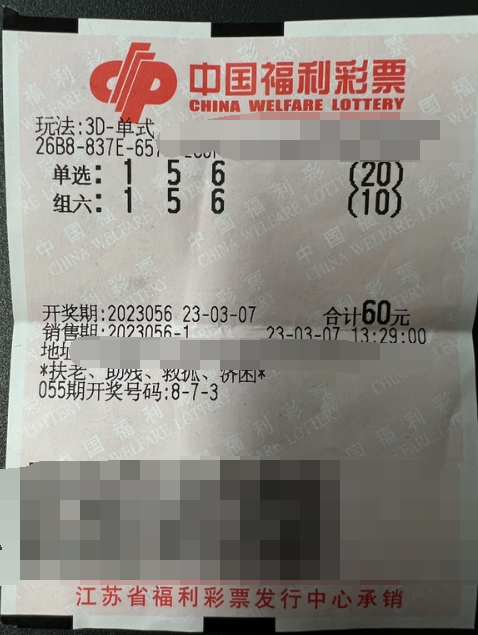 中国福利彩票
CHINA WELFARE LOTTERY
玩法:3D-单式
26B8-837E-657
单选: 1 5 6 (20)
组六: 1 5 6 (10)
开奖期:2023056 23-03-07 合计60元
销售期:2023056-1 23-03-07 13:29:00
地址
*扶老、助残、救孤、济困*
055期开奖号码:8-7-3
江苏省福利彩票发行中心承销